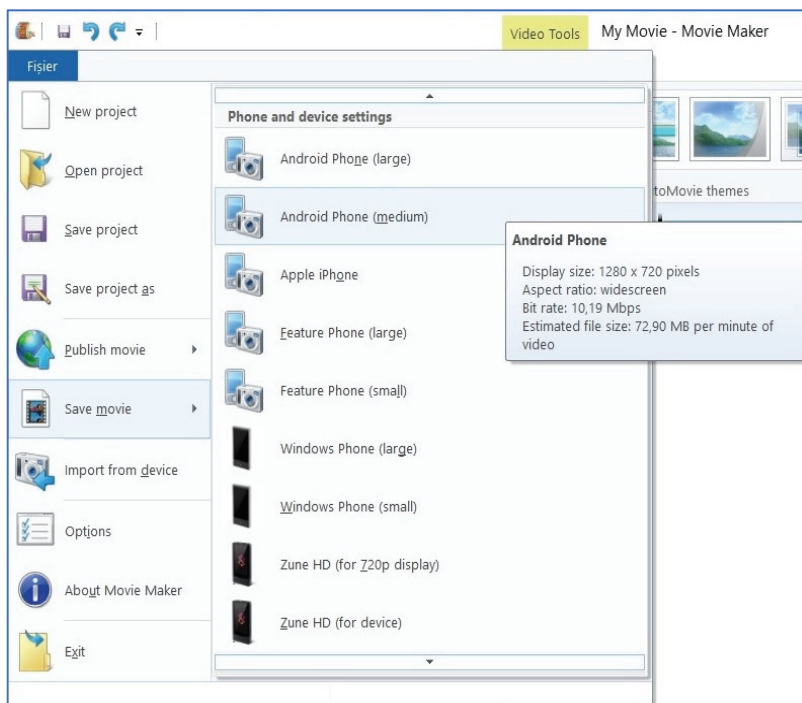 Video Tools
My Movie - Movie Maker
Fișier
New project
Open project
Save project
Save project as
Publish movie
Save movie
Import from device
Options
About Movie Maker
Exit
Phone and device settings
Android Phone (large)
Android Phone (medium)
Apple iPhone
Feature Phone (large)
Feature Phone (small)
Windows Phone (large)
Windows Phone (small)
Zune HD (for 720p display)
Zune HD (for device)
toMovie themes
Android Phone
Display size: 1280 x 720 pixels
Aspect ratio: widescreen
Bit rate: 10,19 Mbps
Estimated file size: 72,90 MB per minute of
video